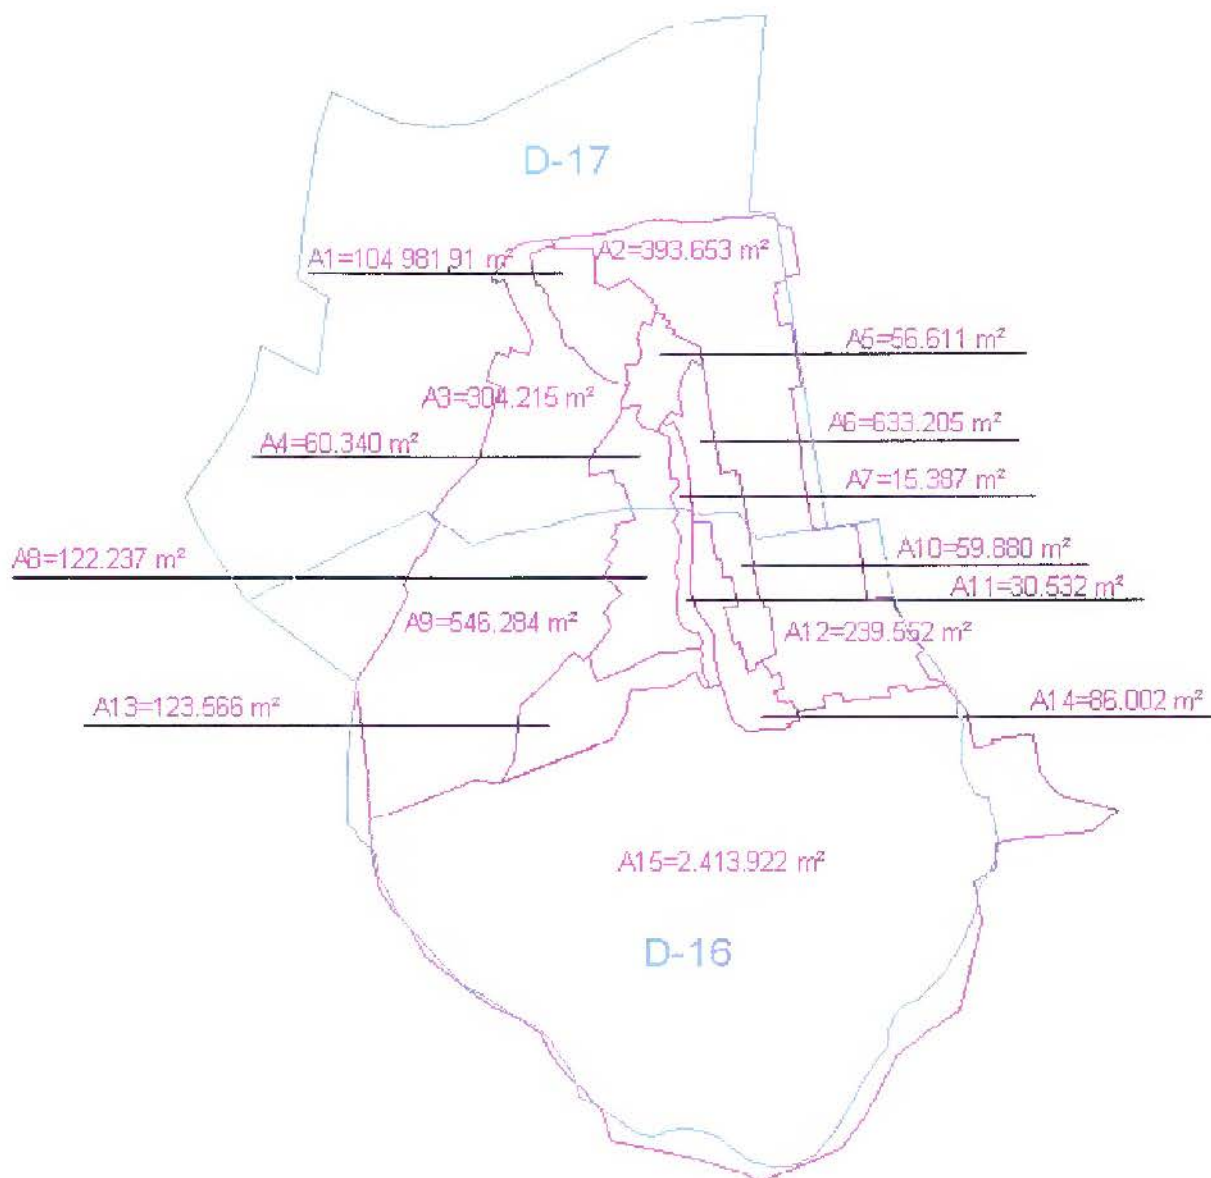 D-17
A1=104.981,91 m²
A2=393.653 m²
A5=56.611 m²
A3=304.215 m²
A6=633.205 m²
A4=60.340 m²
A7=15.387 m²
A8=122.237 m²
A10=59.880 m²
A11=30.532 m²
A9=546.284 m²
A12=239.552 m²
A13=123.566 m²
A14=86.002 m²
A15=2.413.922 m²
D-16